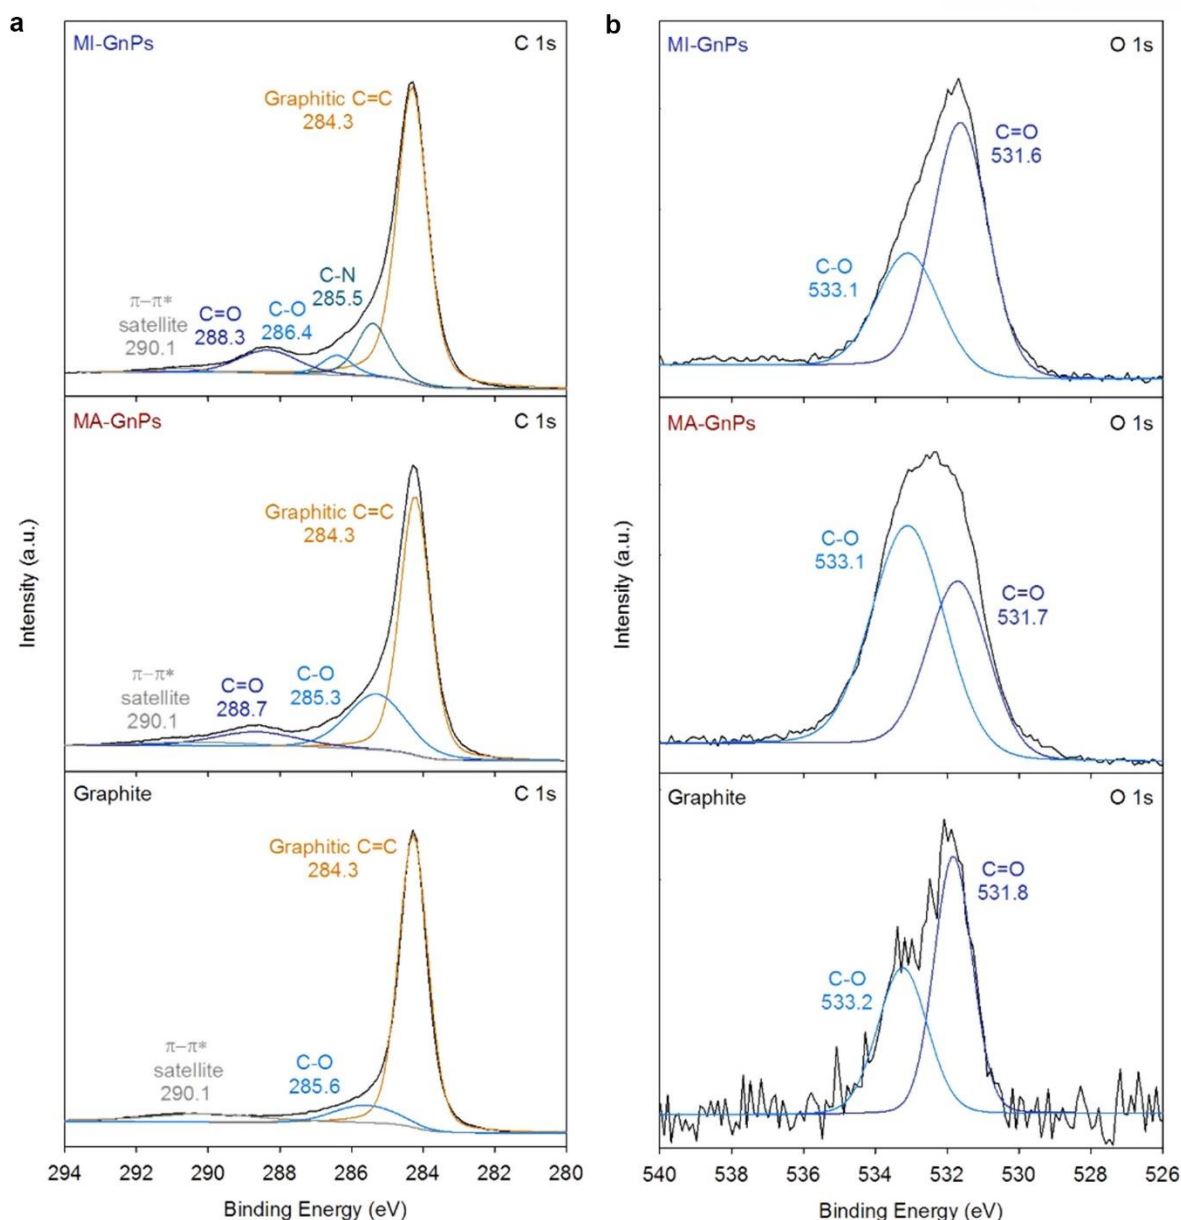 a
MI-GnPs
C 1s
Graphitic C=C
284.3
C-N
285.5
π−π*
satellite
290.1
C=O
288.3
C-O
286.4
MA-GnPs
C 1s
Graphitic C=C
284.3
π−π*
satellite
290.1
C=O
288.7
C-O
285.3
Graphite
C 1s
Graphitic C=C
284.3
π−π*
satellite
290.1
C-O
285.6
Intensity (a.u.)
294 292 290 288 286 284 282 280
Binding Energy (eV)
b
MI-GnPs
O 1s
C=O
531.6
C-O
533.1
MA-GnPs
O 1s
C-O
533.1
C=O
531.7
Graphite
O 1s
C=O
531.8
C-O
533.2
Intensity (a.u.)
540 538 536 534 532 530 528 526
Binding Energy (eV)